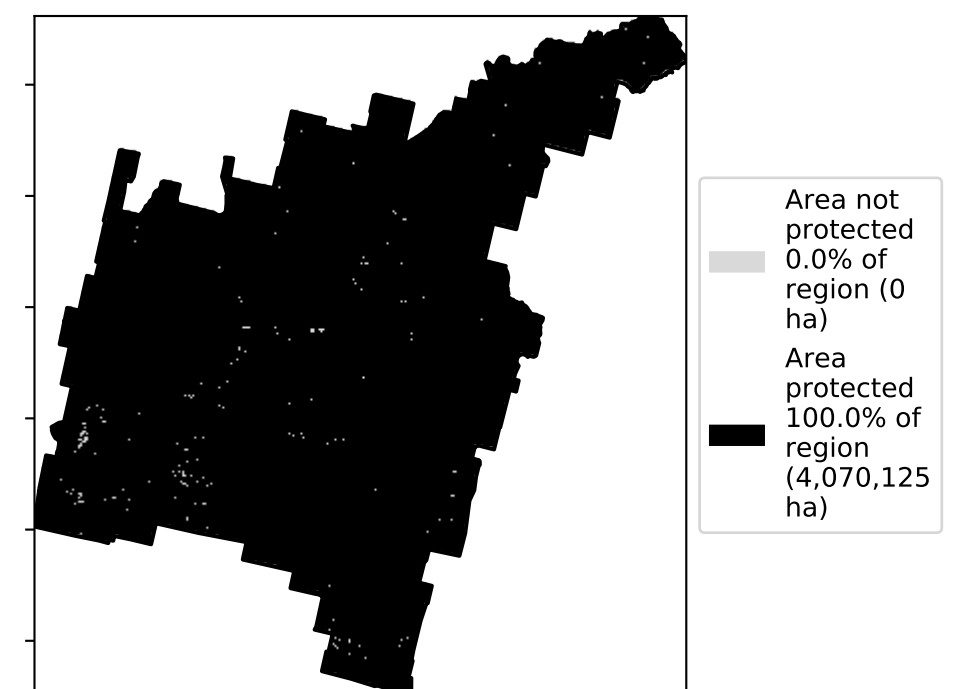 Area not
protected
0.0% of
region (0
ha)
Area
protected
100.0% of
region
(4,070,125
ha)